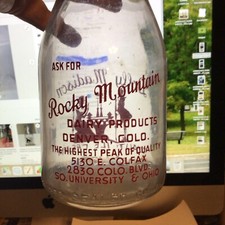 ASK FOR
Rocky Mountain
DAIRY PRODUCTS
DENVER, COLO.
THE HIGHEST PEAK OF QUALITY
5130 E. COLFAX
2830 COLO. BLVD.
SO. UNIVERSITY & OHIO